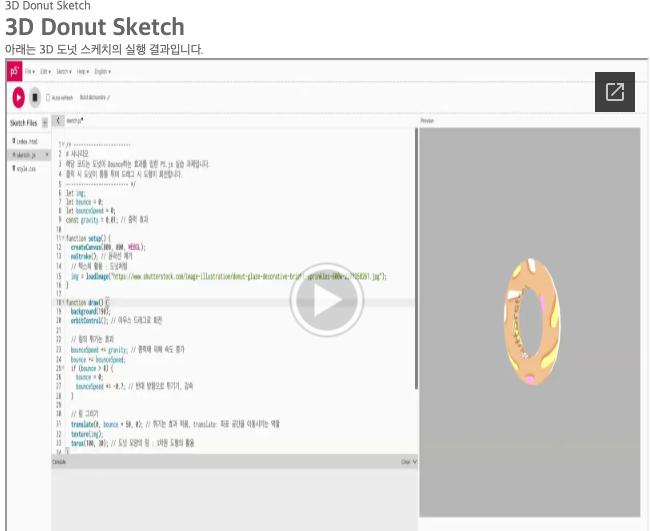 3D Donut Sketch
3D Donut Sketch
아래는 3D 도넛 스케치의 실행 결과입니다.
p5* File ▾ Edit ▾ Sketch ▾ Help ▾ English ▾
Auto-refresh
Sketch Files + < sketch.js* Preview
index.html
sketch.js
style.css
1 /* -----------------------
2 # 시나리오
3 해당 코드는 도넛이 Bounce하는 효과를 입힌 P5.js 실습 과제입니다.
4 클릭 시 도넛이 통통 튀며 드래그 시 도형이 회전합니다.
5 ------------------------- */
6 let img;
7 let bounce = 0;
8 let bounceSpeed = 0;
9 const gravity = 0.01; // 중력 효과
10
11 function setup() {
12 createCanvas(800, 800, WEBGL);
13 noStroke(); // 윤곽선 제거
14 // 텍스쳐 활용 : 도넛처럼
15 img = loadImage("https://www.shutterstock.com/image-illustration/donut-glaze-decorative-bright-sprinkles-600w-.jpg");
16 }
17
18 function draw() {
19 background(190);
20 orbitControl(); // 마우스 드래그로 회전
21
22 // 링의 튀기는 효과
23 bounceSpeed += gravity; // 중력에 의해 속도 증가
24 bounce += bounceSpeed;
25 if (bounce > 0) {
26 bounce = 0;
27 bounceSpeed *= -0.7; // 반대 방향으로 튀기기, 감속
28 }
29
30 // 링 그리기
31 translate(0, bounce + 50, 0); // 튀기는 효과 적용, translate: 좌표 공간을 이동시키는 역할
32 texture(img);
33 torus(100, 30); // 도넛 모양의 링 : 3차원 도형의 활용
34 }
Console Clear ▾